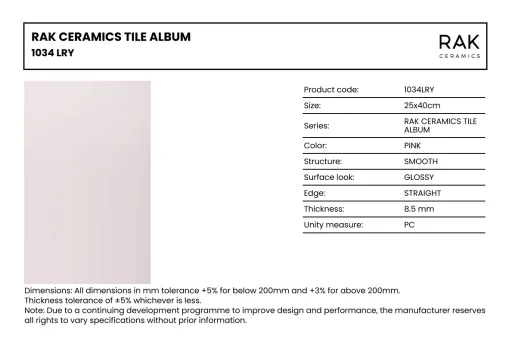 RAK CERAMICS TILE ALBUM
1034 LRY
RAK
CERAMICS
Product code: 1034LRY
Size: 25x40cm
Series: RAK CERAMICS TILE
ALBUM
Color: PINK
Structure: SMOOTH
Surface look: GLOSSY
Edge: STRAIGHT
Thickness: 8.5 mm
Unity measure: PC
Dimensions: All dimensions in mm tolerance +5% for below 200mm and +3% for above 200mm.
Thickness tolerance of ±5% whichever is less.
Note: Due to a continuing development programme to improve design and performance, the manufacturer reserves
all rights to vary specifications without prior information.